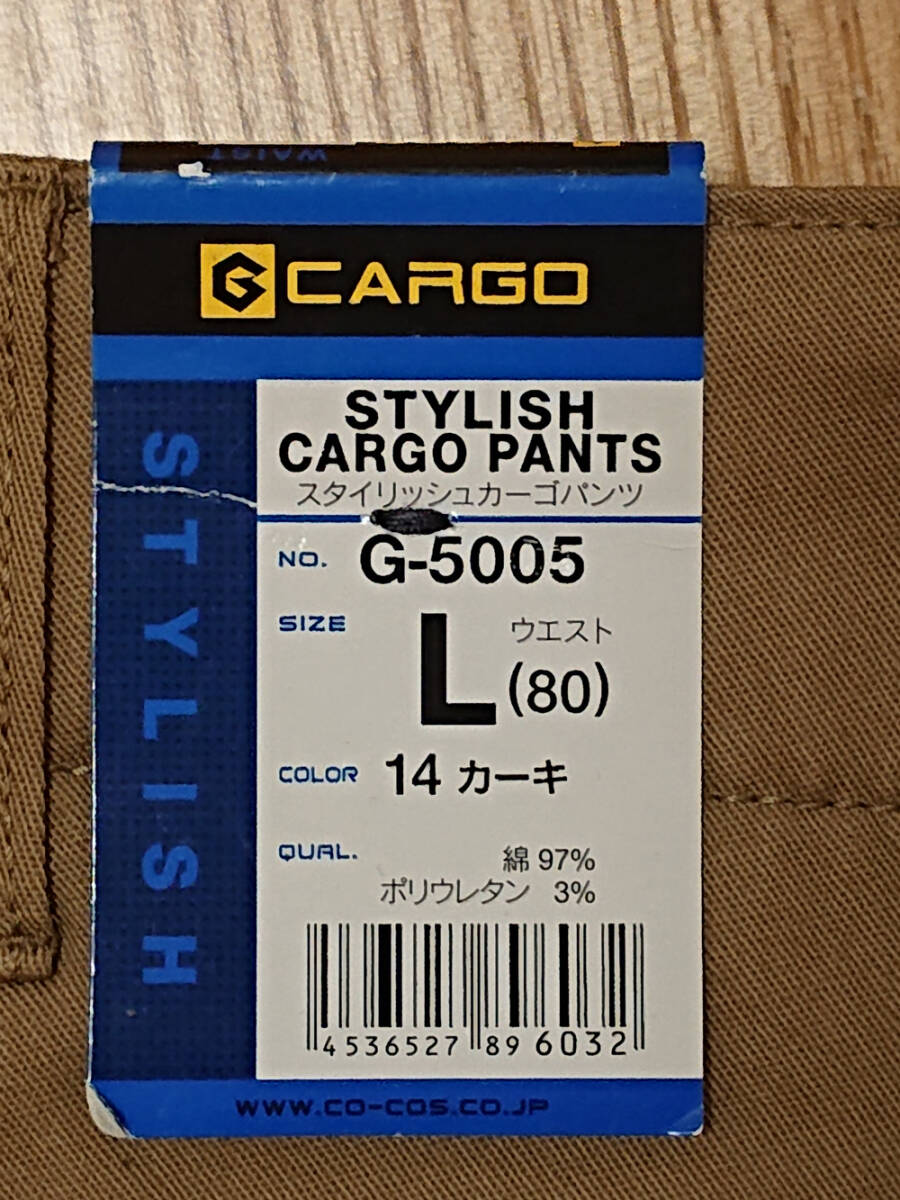 WAIST
CARGO
STYLISH
STYLISH
CARGO PANTS
スタイリッシュカーゴパンツ
NO. G-5005
SIZE L ウエスト (80)
COLOR 14 カーキ
QUAL. 綿 97%
ポリウレタン 3%
4536527 896032
WWW.CO-COS.CO.JP